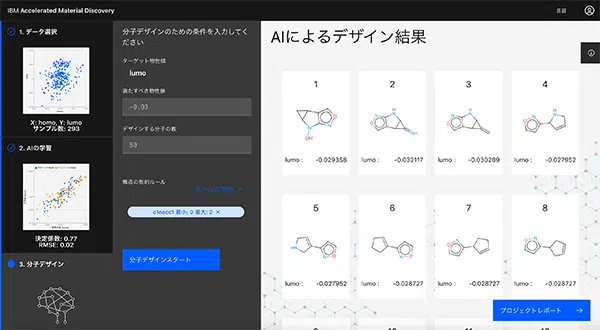 IBM Accelerated Material Discovery
言語
1. データ選択
X: homo, Y: lumo
サンプル数: 293
2. AIの学習
決定係数: 0.77
RMSE: 0.02
3. 分子デザイン
分子デザインのための条件を入力してください
ターゲット物性値
lumo
満たすべき物性値
-0.03
デザインする分子の数
50
構造の制約ルール
c1nocc1 最小: 0 最大: 2 ×
分子デザインスタート
AIによるデザイン結果
1
2
3
4
lumo : -0.029358
lumo : -0.032117
lumo : -0.030289
lumo : -0.027952
5
6
7
8
lumo : -0.027952
lumo : -0.028727
lumo : -0.028727
lumo : -0.028727
プロジェクトレポート →
9
10
11
12